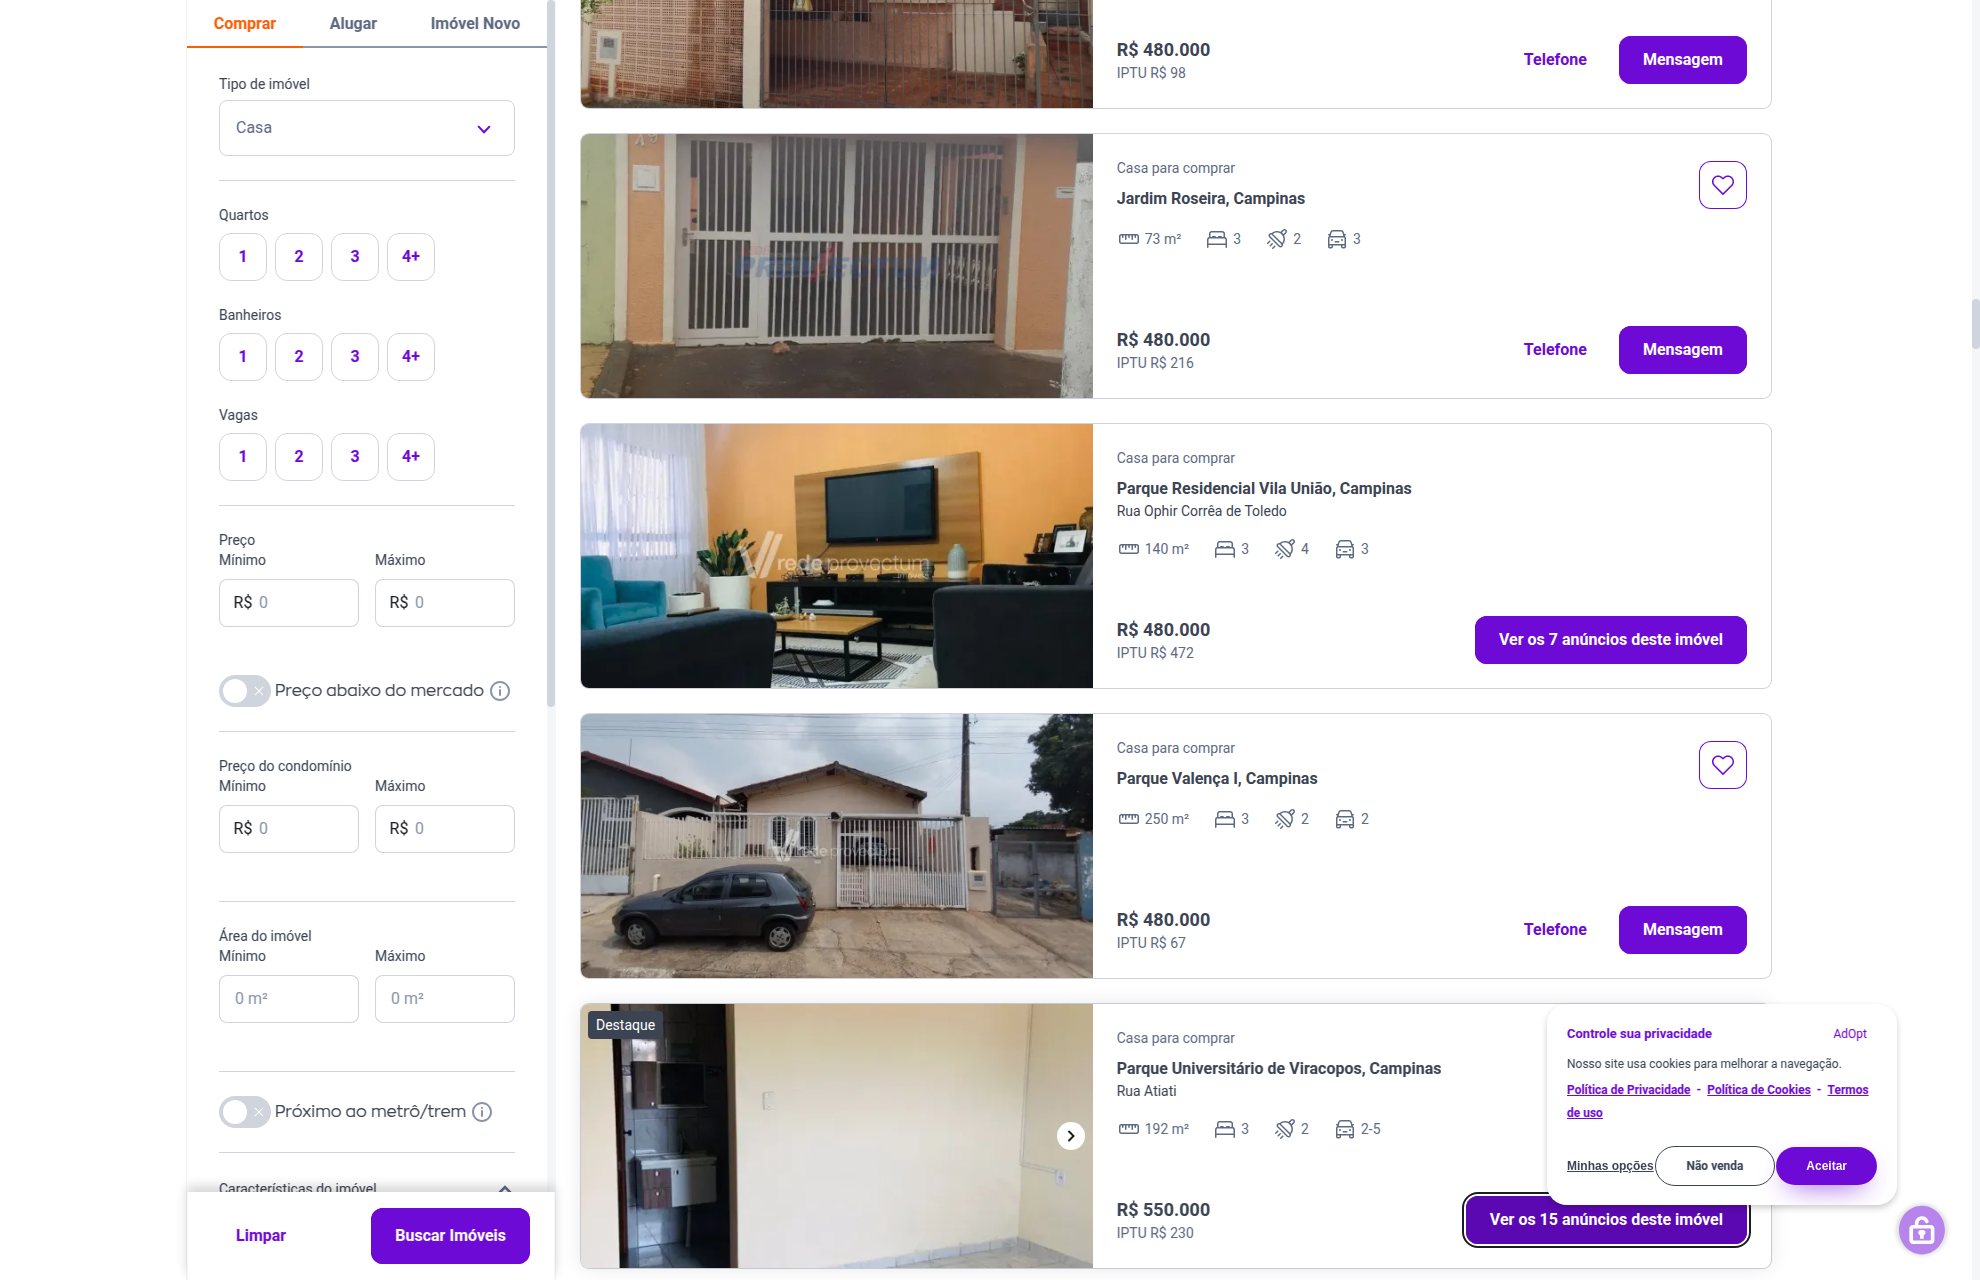 Comprar
Alugar
Imóvel Novo
Tipo de imóvel
Casa
Quartos
1
2
3
4+
Banheiros
1
2
3
4+
Vagas
1
2
3
4+
Preço
Mínimo
Máximo
R$ 0
R$ 0
Preço abaixo do mercado
Preço do condomínio
Mínimo
Máximo
R$ 0
R$ 0
Área do imóvel
Mínimo
Máximo
0 m²
0 m²
Próximo ao metrô/trem
Características do imóvel
Limpar
Buscar Imóveis
R$ 480.000
IPTU R$ 98
Telefone
Mensagem
Casa para comprar
Jardim Roseira, Campinas
73 m²
3
2
3
R$ 480.000
IPTU R$ 216
Telefone
Mensagem
PROVECTUM
Casa para comprar
Parque Residencial Vila União, Campinas
Rua Ophir Corrêa de Toledo
140 m²
3
4
3
R$ 480.000
IPTU R$ 472
Ver os 7 anúncios deste imóvel
rede provectum
Casa para comprar
Parque Valença I, Campinas
250 m²
3
2
2
R$ 480.000
IPTU R$ 67
Telefone
Mensagem
rede provectum
Destaque
Casa para comprar
Parque Universitário de Viracopos, Campinas
Rua Atiati
192 m²
3
2
2-5
R$ 550.000
IPTU R$ 230
Ver os 15 anúncios deste imóvel
Controle sua privacidade
AdOpt
Nosso site usa cookies para melhorar a navegação.
Política de Privacidade - Política de Cookies - Termos
de uso
Minhas opções
Não venda
Aceitar